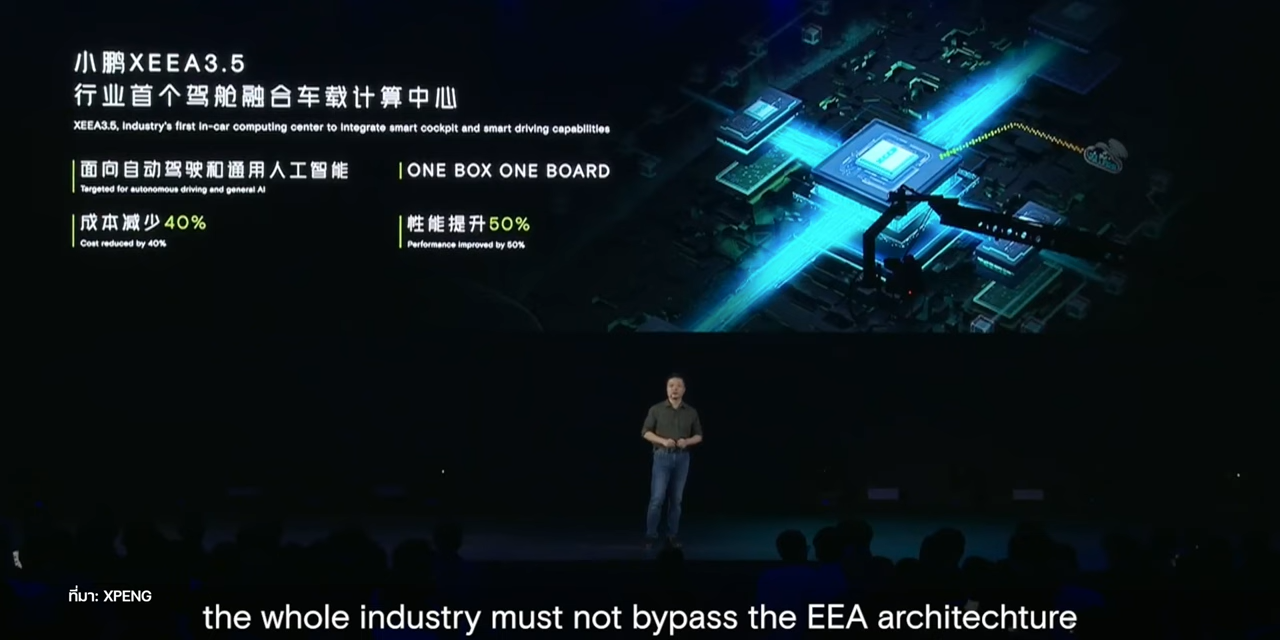 小鹏XEEA3.5
行业首个驾舱融合车载计算中心
XEEA3.5, industry's first in-car computing center to integrate smart cockpit and smart driving capabilities
面向自动驾驶和通用人工智能
Targeted for autonomous driving and general AI
ONE BOX ONE BOARD
成本减少40%
Cost reduced by 40%
性能提升50%
Performance improved by 50%
ที่มา: XPENG
the whole industry must not bypass the EEA architechture